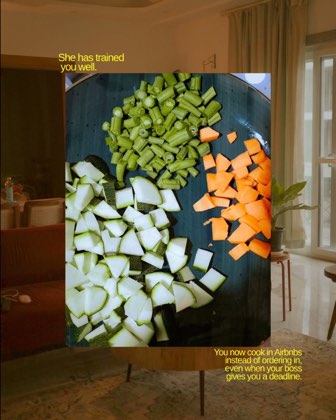 She has trained
you well.
You now cook in Airbnbs
instead of ordering in,
even when your boss
gives you a deadline.